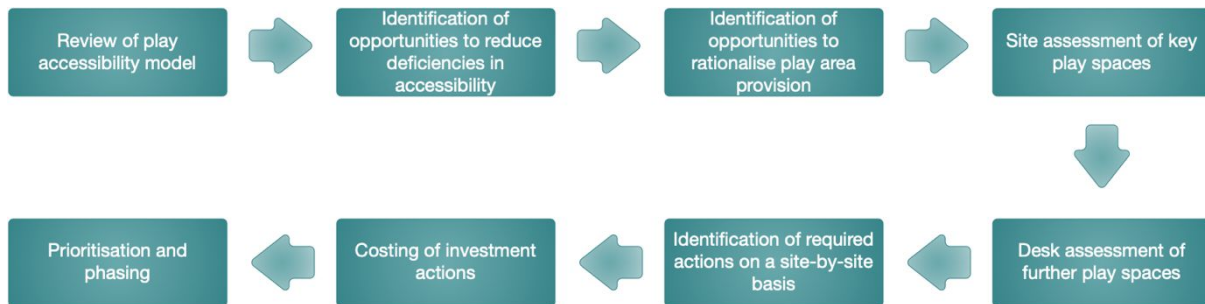 Review of play
accessibility model
Identification of
opportunities to reduce
deficiencies in
accessibility
Identification of
opportunities to
rationalise play area
provision
Site assessment of key
play spaces
Desk assessment of
further play spaces
Identification of required
actions on a site-by-site
basis
Costing of investment
actions
Prioritisation and
phasing